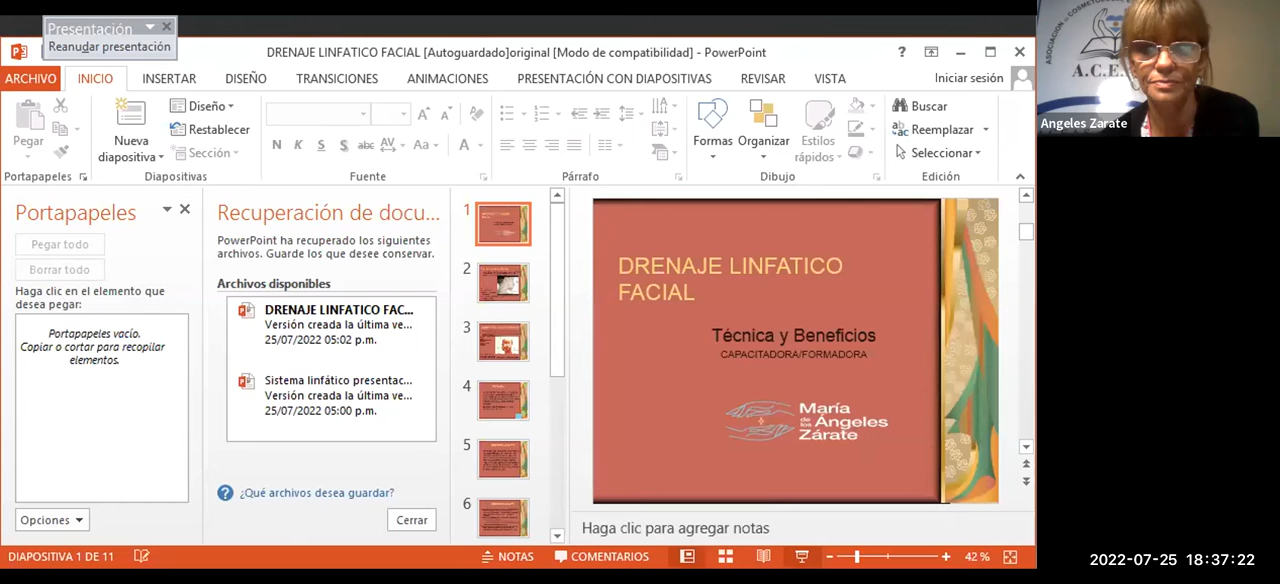 Presentación
Reanudar presentación
DRENAJE LINFATICO FACIAL [Autoguardado]original [Modo de compatibilidad] - PowerPoint
ARCHIVO INICIO INSERTAR DISEÑO TRANSICIONES ANIMACIONES PRESENTACIÓN CON DIAPOSITIVAS REVISAR VISTA Iniciar sesión
Pegar
Nueva
diapositiva
Diseño
Restablecer
Sección
N K S S abc AV Aa A
Formas
Organizar
Estilos
rápidos
Buscar
Reemplazar
Seleccionar
Portapapeles Diapositivas Fuente Párrafo Dibujo Edición
Portapapeles
Pegar todo
Borrar todo
Haga clic en el elemento que
desea pegar:
Portapapeles vacío.
Copiar o cortar para recopilar
elementos.
Opciones
Recuperación de docu...
PowerPoint ha recuperado los siguientes
archivos. Guarde los que desee conservar.
Archivos disponibles
DRENAJE LINFATICO FAC...
Versión creada la última ve...
25/07/2022 05:02 p.m.
Sistema linfático presentac...
Versión creada la última ve...
25/07/2022 05:00 p.m.
¿Qué archivos desea guardar?
Cerrar
1
2
3
4
5
6
DRENAJE LINFATICO
FACIAL
Técnica y Beneficios
CAPACITADORA/FORMADORA
María
de los Ángeles
Zárate
Haga clic para agregar notas
DIAPOSITIVA 1 DE 11 NOTAS COMENTARIOS 42 %
A.C.E.
Angeles Zarate
2022-07-25 18:37:22